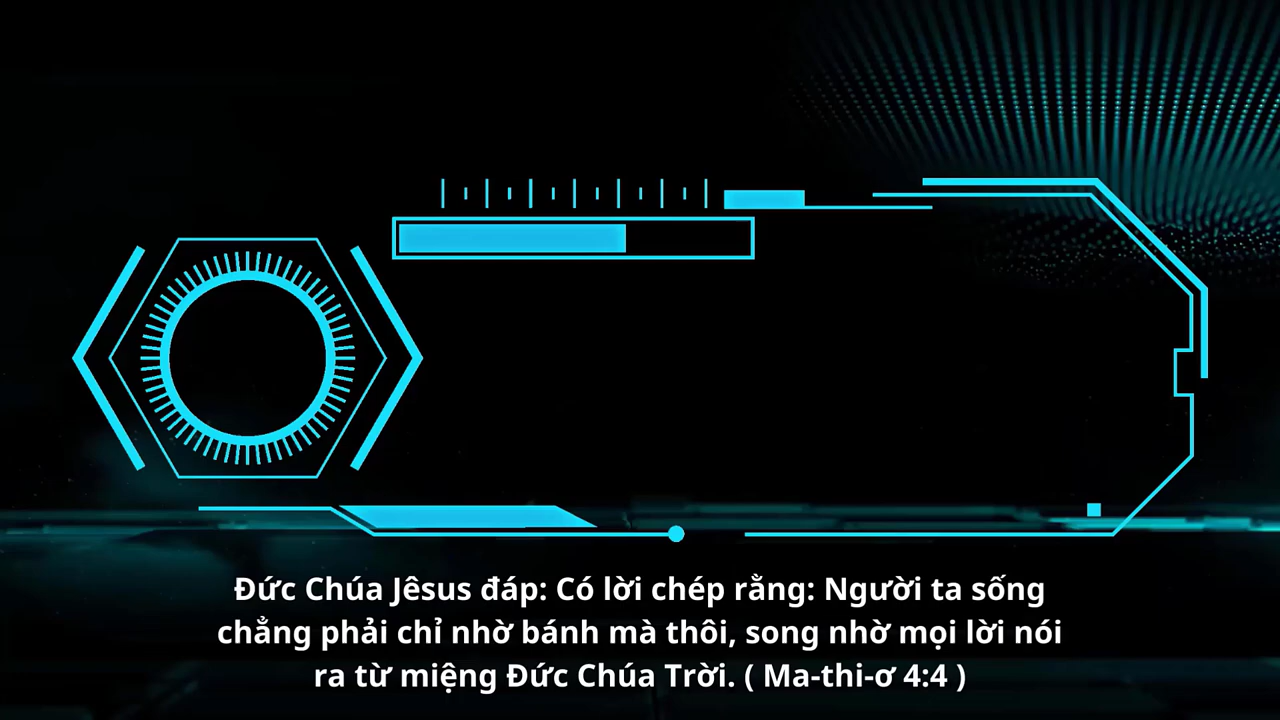 Đức Chúa Jêsus đáp: Có lời chép rằng: Người ta sống
chẳng phải chỉ nhờ bánh mà thôi, song nhờ mọi lời nói
ra từ miệng Đức Chúa Trời. ( Ma-thi-ơ 4:4 )